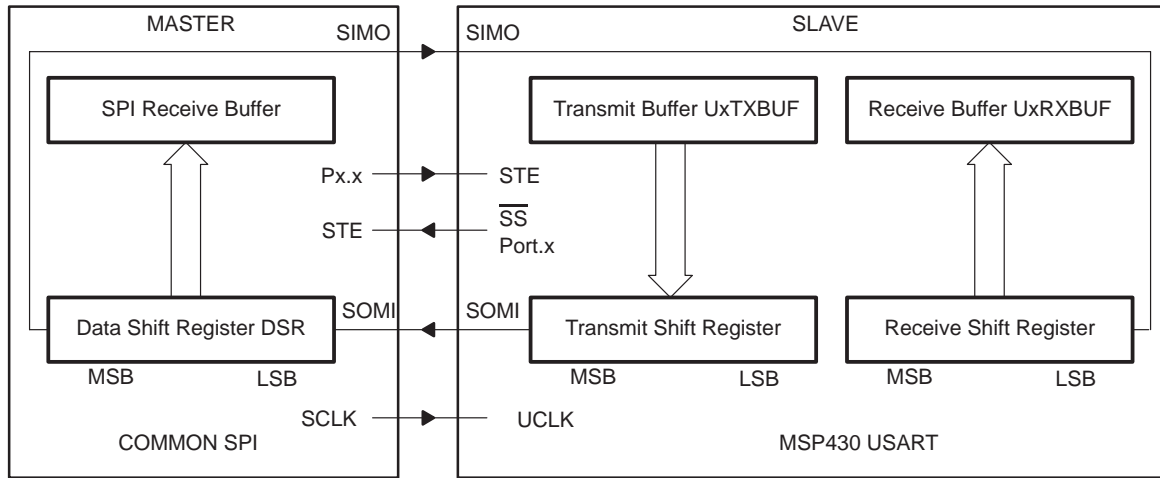 MASTER
SIMO
SPI Receive Buffer
Px.x
STE
Data Shift Register DSR
SOMI
MSB
LSB
SCLK
COMMON SPI
SLAVE
SIMO
Transmit Buffer UxTXBUF
Receive Buffer UxRXBUF
STE
SS
Port.x
SOMI
Transmit Shift Register
Receive Shift Register
MSB
LSB
MSB
LSB
UCLK
MSP430 USART